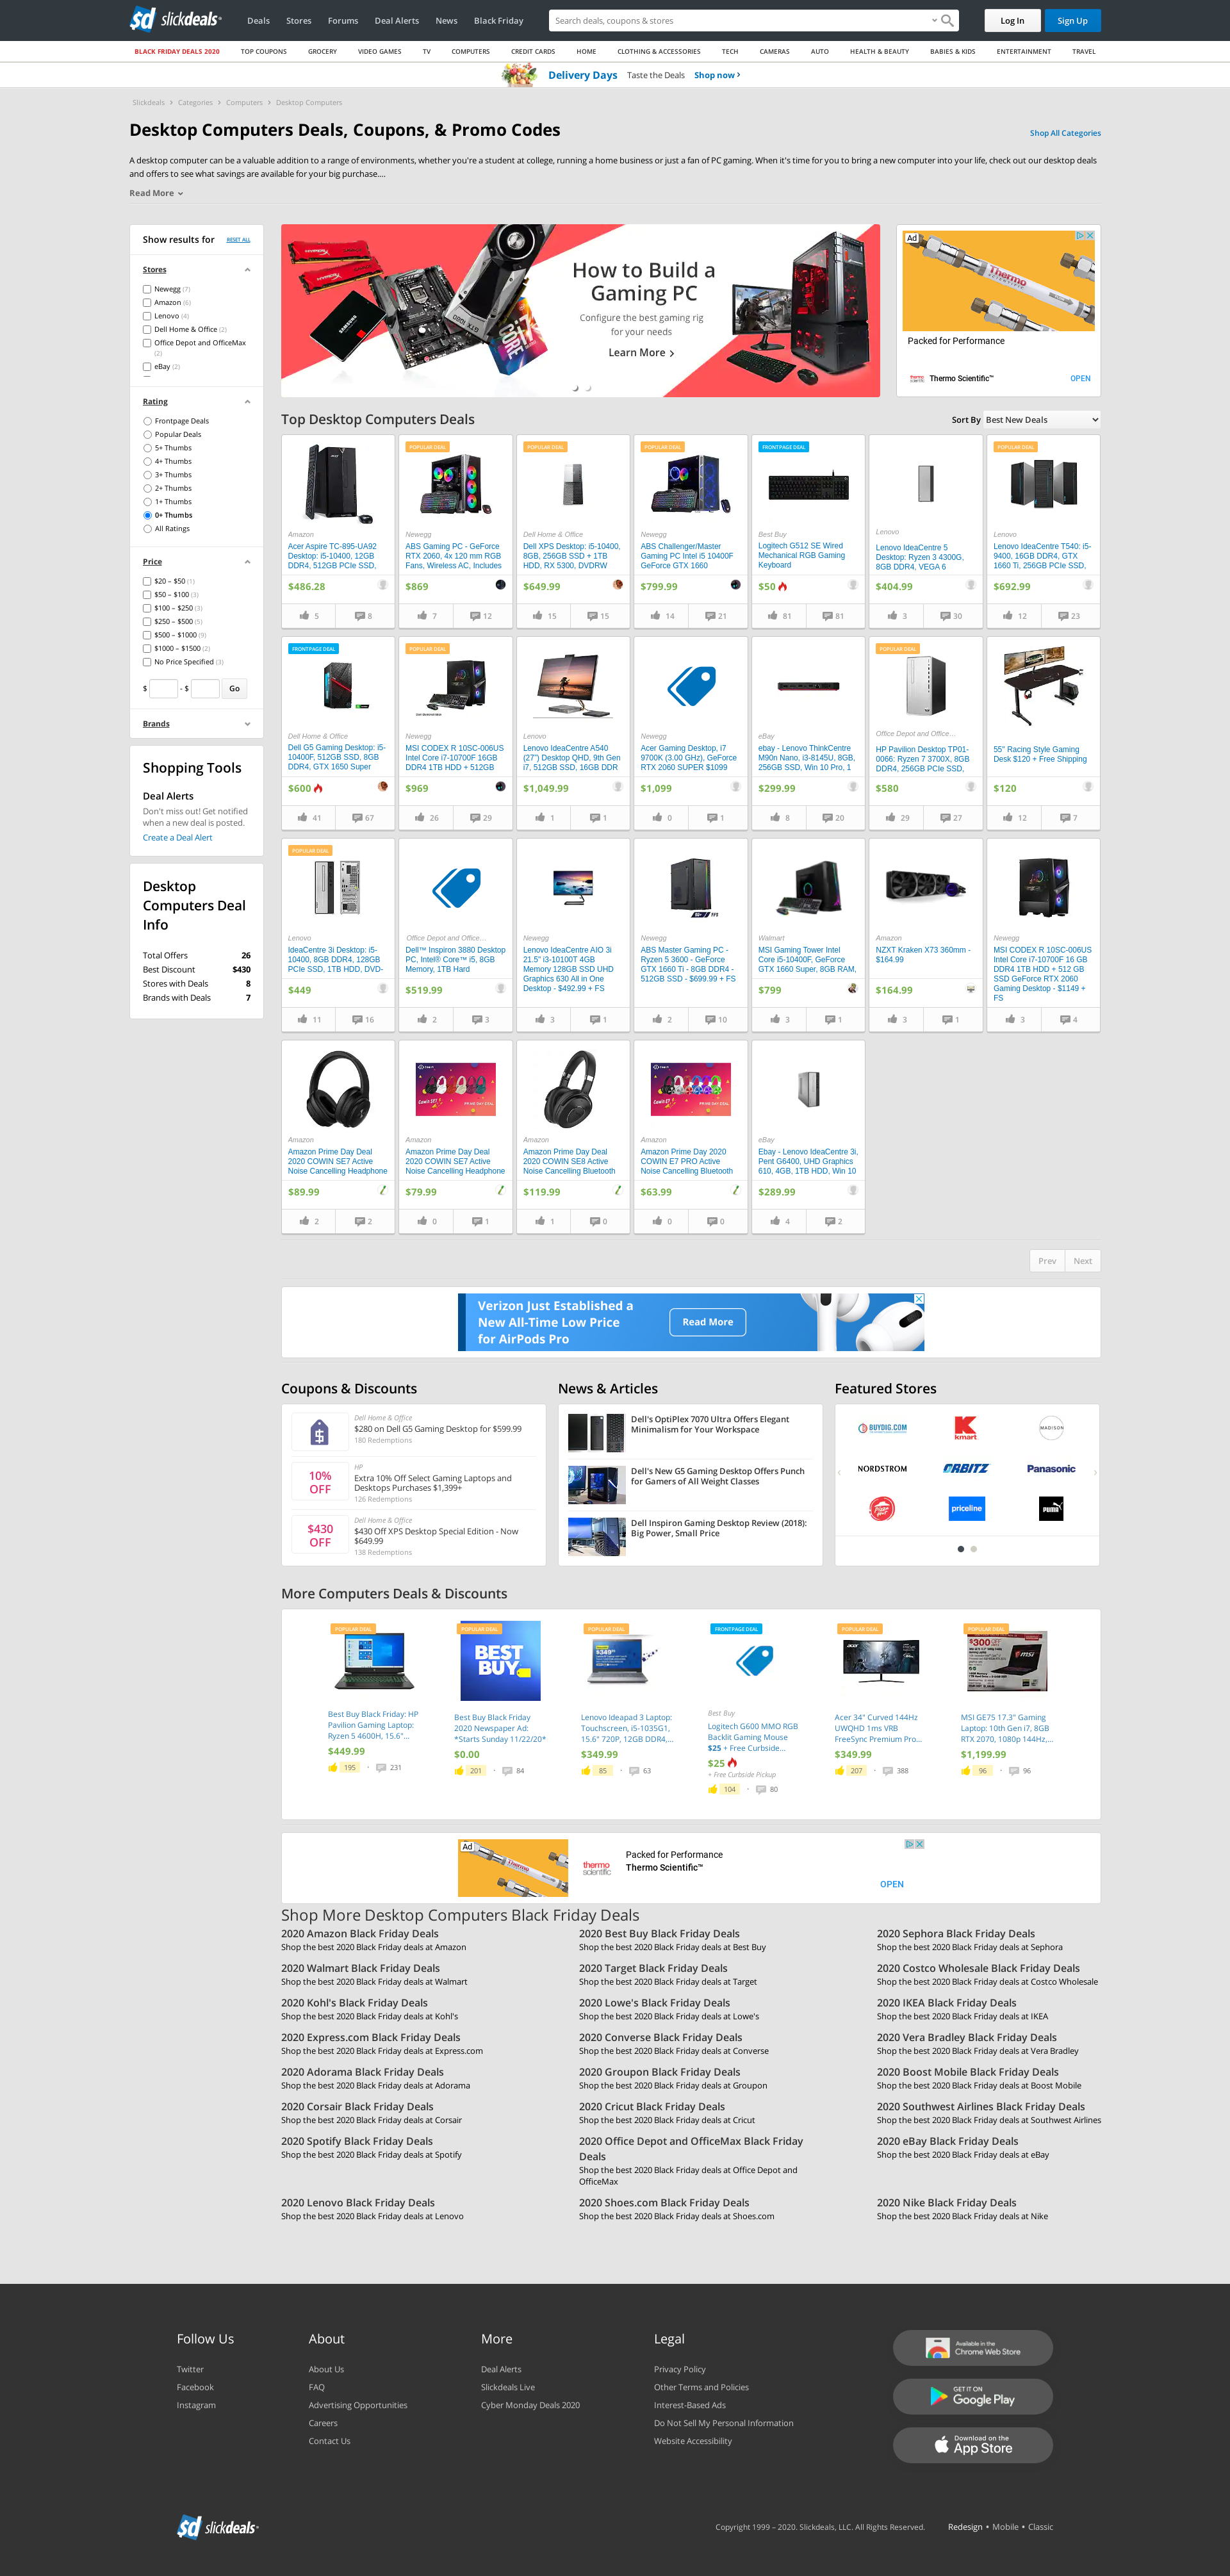 slickdeals
Deals
Stores
Forums
Deal Alerts
News
Black Friday
Search deals, coupons & stores
Log In
Sign Up
BLACK FRIDAY DEALS 2020
TOP COUPONS
GROCERY
VIDEO GAMES
TV
COMPUTERS
CREDIT CARDS
HOME
CLOTHING & ACCESSORIES
TECH
CAMERAS
AUTO
HEALTH & BEAUTY
BABIES & KIDS
ENTERTAINMENT
TRAVEL
Delivery Days Taste the Deals Shop now
Slickdeals › Categories › Computers › Desktop Computers
Desktop Computers Deals, Coupons, & Promo Codes
Shop All Categories
A desktop computer can be a valuable addition to a range of environments, whether you're a student at college, running a home business or just a fan of PC gaming. When it's time for you to bring a new computer into your life, check out our desktop deals
and offers to see what savings are available for your big purchase....
Read More
Show results for
RESET ALL
Stores
Newegg (7)
Amazon (6)
Lenovo (4)
Dell Home & Office (2)
Office Depot and OfficeMax
(2)
eBay (2)
Rating
Frontpage Deals
Popular Deals
5+ Thumbs
4+ Thumbs
3+ Thumbs
2+ Thumbs
1+ Thumbs
0+ Thumbs
All Ratings
Price
$20 – $50 (1)
$50 – $100 (3)
$100 – $250 (3)
$250 – $500 (5)
$500 – $1000 (9)
$1000 – $1500 (2)
No Price Specified (3)
$ - $ Go
Brands
Shopping Tools
Deal Alerts
Don't miss out! Get notified
when a new deal is posted.
Create a Deal Alert
Desktop
Computers Deal
Info
Total Offers 26
Best Discount $430
Stores with Deals 8
Brands with Deals 7
How to Build a
Gaming PC
Configure the best gaming rig
for your needs
Learn More
Ad
Packed for Performance
Thermo Scientific™
OPEN
Top Desktop Computers Deals
Sort By Best New Deals
Amazon
Acer Aspire TC-895-UA92
Desktop: i5-10400, 12GB
DDR4, 512GB PCIe SSD,
$486.28
5
8
POPULAR DEAL
Newegg
ABS Gaming PC - GeForce
RTX 2060, 4x 120 mm RGB
Fans, Wireless AC, Includes
$869
7
12
POPULAR DEAL
Dell Home & Office
Dell XPS Desktop: i5-10400,
8GB, 256GB SSD + 1TB
HDD, RX 5300, DVDRW
$649.99
15
15
POPULAR DEAL
Newegg
ABS Challenger/Master
Gaming PC Intel i5 10400F
GeForce GTX 1660
$799.99
14
21
FRONTPAGE DEAL
Best Buy
Logitech G512 SE Wired
Mechanical RGB Gaming
Keyboard
$50
81
81
Lenovo
Lenovo IdeaCentre 5
Desktop: Ryzen 3 4300G,
8GB DDR4, VEGA 6
$404.99
3
30
POPULAR DEAL
Lenovo
Lenovo IdeaCentre T540: i5-
9400, 16GB DDR4, GTX
1660 Ti, 256GB PCIe SSD,
$692.99
12
23
FRONTPAGE DEAL
Dell Home & Office
Dell G5 Gaming Desktop: i5-
10400F, 512GB SSD, 8GB
DDR4, GTX 1650 Super
$600
41
67
POPULAR DEAL
Newegg
MSI CODEX R 10SC-006US
Intel Core i7-10700F 16GB
DDR4 1TB HDD + 512GB
$969
26
29
Lenovo
Lenovo IdeaCentre A540
(27") Desktop QHD, 9th Gen
i7, 512GB SSD, 16GB DDR
$1,049.99
1
1
Newegg
Acer Gaming Desktop, i7
9700K (3.00 GHz), GeForce
RTX 2060 SUPER $1099
$1,099
0
1
eBay
ebay - Lenovo ThinkCentre
M90n Nano, i3-8145U, 8GB,
256GB SSD, Win 10 Pro, 1
$299.99
8
20
POPULAR DEAL
Office Depot and Office...
HP Pavilion Desktop TP01-
0066: Ryzen 7 3700X, 8GB
DDR4, 256GB PCIe SSD,
$580
29
27
55" Racing Style Gaming
Desk $120 + Free Shipping
$120
12
7
POPULAR DEAL
Lenovo
IdeaCentre 3i Desktop: i5-
10400, 8GB DDR4, 128GB
PCIe SSD, 1TB HDD, DVD-
$449
11
16
Office Depot and Office...
Dell™ Inspiron 3880 Desktop
PC, Intel® Core™ i5, 8GB
Memory, 1TB Hard
$519.99
2
3
Newegg
Lenovo IdeaCentre AIO 3i
21.5" i3-10100T 4GB
Memory 128GB SSD UHD
Graphics 630 All in One
Desktop - $492.99 + FS
3
1
Newegg
ABS Master Gaming PC -
Ryzen 5 3600 - GeForce
GTX 1660 Ti - 8GB DDR4 -
512GB SSD - $699.99 + FS
2
10
Walmart
MSI Gaming Tower Intel
Core i5-10400F, GeForce
GTX 1660 Super, 8GB RAM,
$799
3
1
Amazon
NZXT Kraken X73 360mm -
$164.99
$164.99
3
1
Newegg
MSI CODEX R 10SC-006US
Intel Core i7-10700F 16 GB
DDR4 1TB HDD + 512 GB
SSD GeForce RTX 2060
Gaming Desktop - $1149 +
FS
3
4
Amazon
Amazon Prime Day Deal
2020 COWIN SE7 Active
Noise Cancelling Headphone
$89.99
2
2
Amazon
Amazon Prime Day Deal
2020 COWIN SE7 Active
Noise Cancelling Headphone
$79.99
0
1
Amazon
Amazon Prime Day Deal
2020 COWIN SE8 Active
Noise Cancelling Bluetooth
$119.99
1
0
Amazon
Amazon Prime Day 2020
COWIN E7 PRO Active
Noise Cancelling Bluetooth
$63.99
0
0
eBay
Ebay - Lenovo IdeaCentre 3i,
Pent G6400, UHD Graphics
610, 4GB, 1TB HDD, Win 10
$289.99
4
2
Prev
Next
Verizon Just Established a
New All-Time Low Price
for AirPods Pro
Read More
Coupons & Discounts
Dell Home & Office
$280 on Dell G5 Gaming Desktop for $599.99
180 Redemptions
10%
OFF
HP
Extra 10% Off Select Gaming Laptops and
Desktops Purchases $1,399+
126 Redemptions
$430
OFF
Dell Home & Office
$430 Off XPS Desktop Special Edition - Now
$649.99
138 Redemptions
News & Articles
Dell's OptiPlex 7070 Ultra Offers Elegant
Minimalism for Your Workspace
Dell's New G5 Gaming Desktop Offers Punch
for Gamers of All Weight Classes
Dell Inspiron Gaming Desktop Review (2018):
Big Power, Small Price
Featured Stores
BUYDIG.COM
kmart
MADISON
NORDSTROM
ORBITZ
Panasonic
priceline
PUMA
More Computers Deals & Discounts
POPULAR DEAL
Best Buy Black Friday: HP
Pavilion Gaming Laptop:
Ryzen 5 4600H, 15.6"...
$449.99
195 • 231
POPULAR DEAL
BEST
BUY
Best Buy Black Friday
2020 Newspaper Ad:
*Starts Sunday 11/22/20*
$0.00
201 • 84
POPULAR DEAL
Lenovo Ideapad 3 Laptop:
Touchscreen, i5-1035G1,
15.6" 720P, 12GB DDR4,...
$349.99
85 • 63
FRONTPAGE DEAL
Best Buy
Logitech G600 MMO RGB
Backlit Gaming Mouse
$25 + Free Curbside...
$25
+ Free Curbside Pickup
104 • 80
POPULAR DEAL
Acer 34" Curved 144Hz
UWQHD 1ms VRB
FreeSync Premium Pro...
$349.99
207 • 388
POPULAR DEAL
$300
MSI GE75 17.3" Gaming
Laptop: 10th Gen i7, 8GB
RTX 2070, 1080p 144Hz,...
$1,199.99
96 • 96
Ad
thermo
scientific
Packed for Performance
Thermo Scientific™
OPEN
Shop More Desktop Computers Black Friday Deals
2020 Amazon Black Friday Deals
Shop the best 2020 Black Friday deals at Amazon
2020 Best Buy Black Friday Deals
Shop the best 2020 Black Friday deals at Best Buy
2020 Sephora Black Friday Deals
Shop the best 2020 Black Friday deals at Sephora
2020 Walmart Black Friday Deals
Shop the best 2020 Black Friday deals at Walmart
2020 Target Black Friday Deals
Shop the best 2020 Black Friday deals at Target
2020 Costco Wholesale Black Friday Deals
Shop the best 2020 Black Friday deals at Costco Wholesale
2020 Kohl's Black Friday Deals
Shop the best 2020 Black Friday deals at Kohl's
2020 Lowe's Black Friday Deals
Shop the best 2020 Black Friday deals at Lowe's
2020 IKEA Black Friday Deals
Shop the best 2020 Black Friday deals at IKEA
2020 Express.com Black Friday Deals
Shop the best 2020 Black Friday deals at Express.com
2020 Converse Black Friday Deals
Shop the best 2020 Black Friday deals at Converse
2020 Vera Bradley Black Friday Deals
Shop the best 2020 Black Friday deals at Vera Bradley
2020 Adorama Black Friday Deals
Shop the best 2020 Black Friday deals at Adorama
2020 Groupon Black Friday Deals
Shop the best 2020 Black Friday deals at Groupon
2020 Boost Mobile Black Friday Deals
Shop the best 2020 Black Friday deals at Boost Mobile
2020 Corsair Black Friday Deals
Shop the best 2020 Black Friday deals at Corsair
2020 Cricut Black Friday Deals
Shop the best 2020 Black Friday deals at Cricut
2020 Southwest Airlines Black Friday Deals
Shop the best 2020 Black Friday deals at Southwest Airlines
2020 Spotify Black Friday Deals
Shop the best 2020 Black Friday deals at Spotify
2020 Office Depot and OfficeMax Black Friday
Deals
Shop the best 2020 Black Friday deals at Office Depot and
OfficeMax
2020 eBay Black Friday Deals
Shop the best 2020 Black Friday deals at eBay
2020 Lenovo Black Friday Deals
Shop the best 2020 Black Friday deals at Lenovo
2020 Shoes.com Black Friday Deals
Shop the best 2020 Black Friday deals at Shoes.com
2020 Nike Black Friday Deals
Shop the best 2020 Black Friday deals at Nike
Follow Us
Twitter
Facebook
Instagram
About
About Us
FAQ
Advertising Opportunities
Careers
Contact Us
More
Deal Alerts
Slickdeals Live
Cyber Monday Deals 2020
Legal
Privacy Policy
Other Terms and Policies
Interest-Based Ads
Do Not Sell My Personal Information
Website Accessibility
Available in the
Chrome Web Store
GET IT ON
Google Play
Download on the
App Store
slickdeals
Copyright 1999 – 2020. Slickdeals, LLC. All Rights Reserved.
Redesign • Mobile • Classic